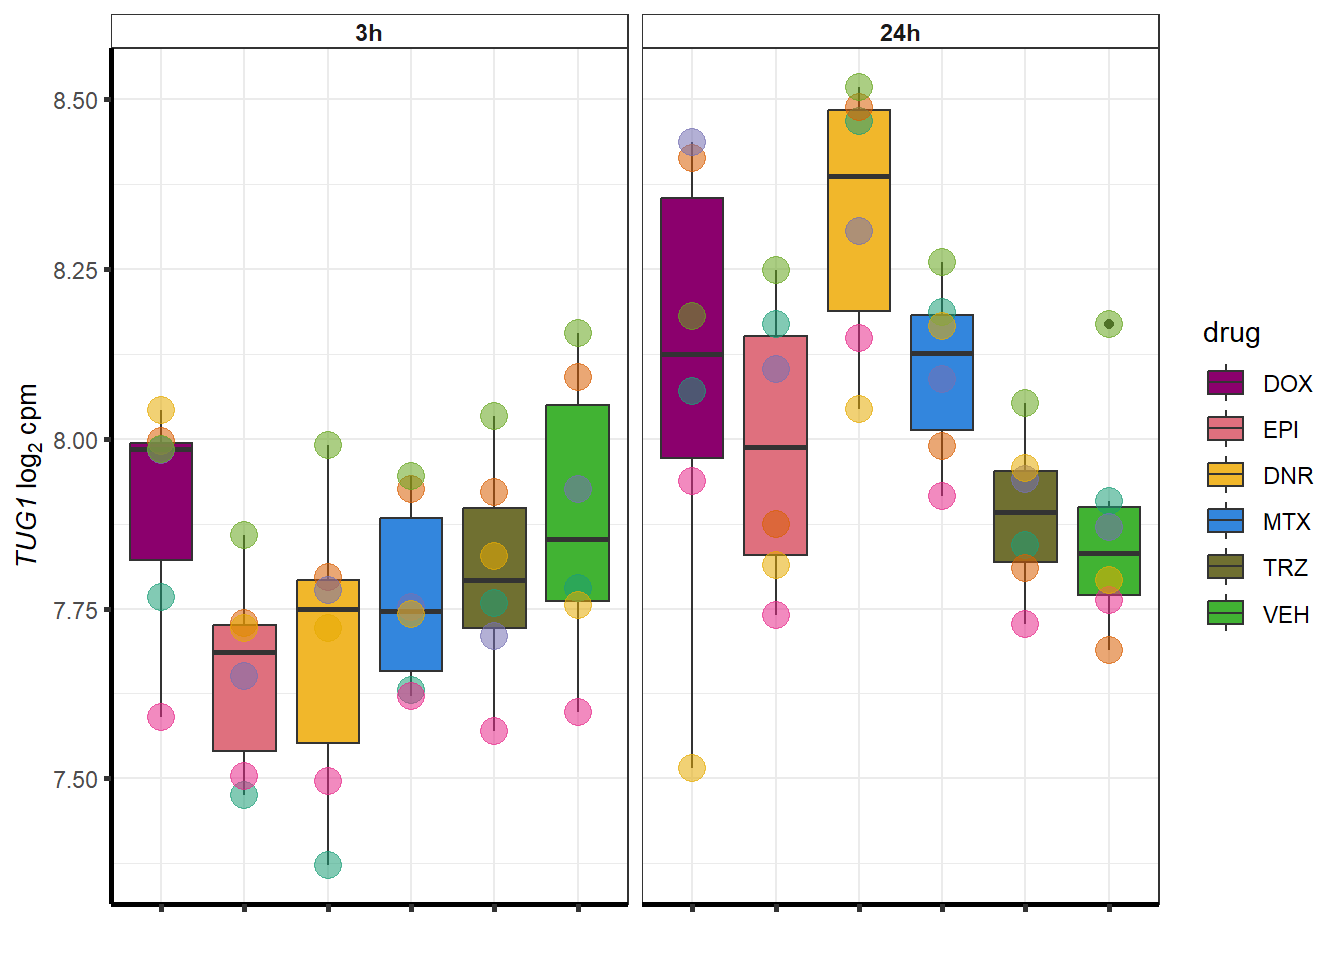 3h
24h
8.50
8.25
8.00
7.75
7.50
TUG1 log₂ cpm
drug
DOX
EPI
DNR
MTX
TRZ
VEH